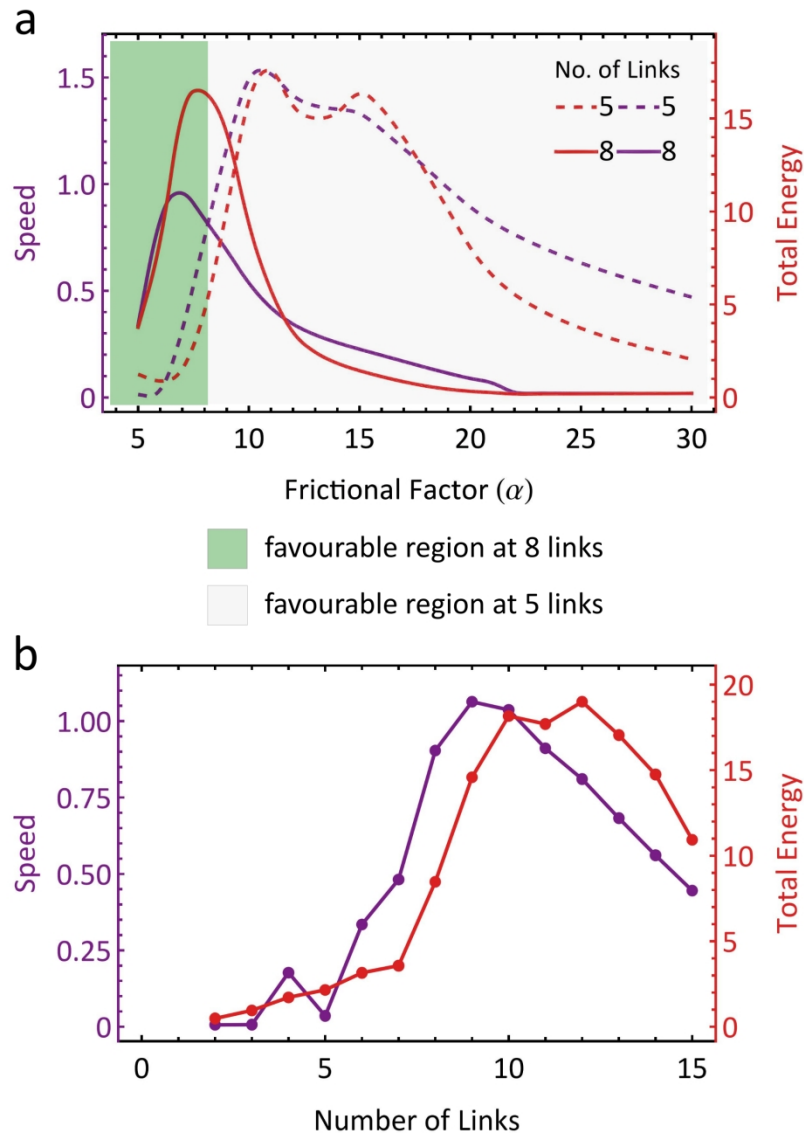 a
No. of Links
5 5
8 8
Speed
0
0.5
1.0
1.5
Total Energy
0
5
10
15
5 10 15 20 25 30
Frictional Factor (α)
favourable region at 8 links
favourable region at 5 links
b
Speed
0
0.25
0.50
0.75
1.00
Total Energy
0
5
10
15
20
0 5 10 15
Number of Links